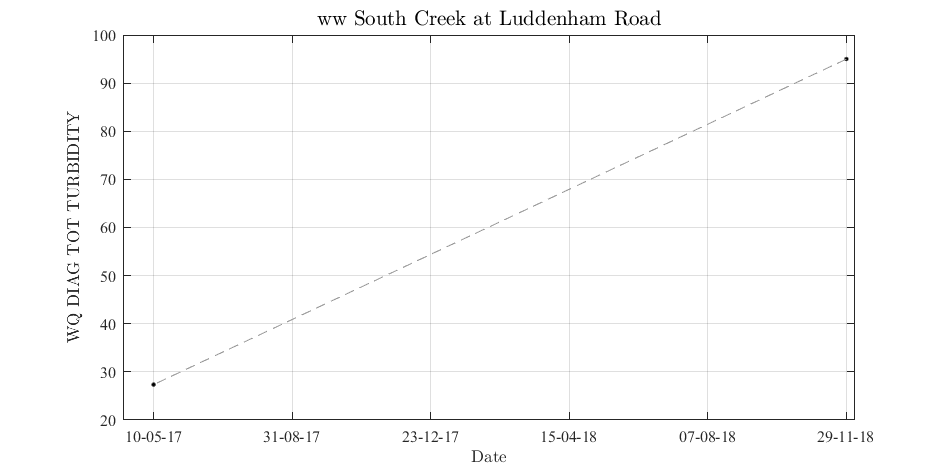 ww South Creek at Luddenham Road
WQ DIAG TOT TURBIDITY
100
90
80
70
60
50
40
30
20
10-05-17 31-08-17 23-12-17 15-04-18 07-08-18 29-11-18
Date